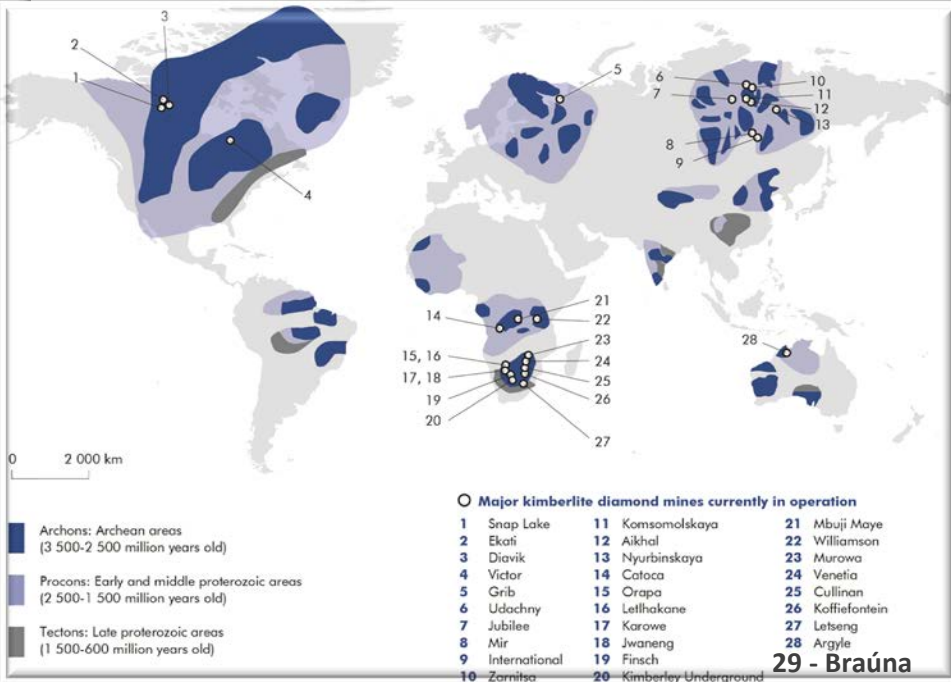 3
2
1
4
5
6
7
8
9
10
11
12
13
14
15, 16
17, 18
19
20
21
22
23
24
25
26
27
28
0 2 000 km
Archons: Archean areas
(3 500-2 500 million years old)
Procons: Early and middle proterozoic areas
(2 500-1 500 million years old)
Tectons: Late proterozoic areas
(1 500-600 million years old)
Major kimberlite diamond mines currently in operation
1 Snap Lake
2 Ekati
3 Diavik
4 Victor
5 Grib
6 Udachny
7 Jubilee
8 Mir
9 International
10 Zarnitsa
11 Komsomolskaya
12 Aikhal
13 Nyurbinskaya
14 Catoca
15 Orapa
16 Letlhakane
17 Karowe
18 Jwaneng
19 Finsch
20 Kimberley Underground
21 Mbuji Maye
22 Williamson
23 Murowa
24 Venetia
25 Cullinan
26 Koffiefontein
27 Letseng
28 Argyle
29 - Braúna